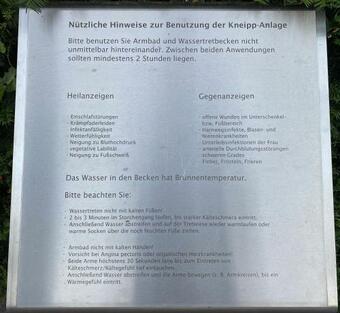 Nützliche Hinweise zur Benutzung der Kneipp-Anlage
Bitte benutzen Sie Armbad und Wassertretbecken nicht
unmittelbar hintereinander. Zwischen beiden Anwendungen
sollten mindestens 2 Stunden liegen.
Heilanzeigen
- Einschlafstörungen
- Krampfaderleiden
- Infektanfälligkeit
- Wetterfühligkeit
- Neigung zu Bluthochdruck
- vegetative Labilität
- Neigung zu Fußschweiß
Gegenanzeigen
- offene Wunden im Unterschenkel-
bzw. Fußbereich
- Harnwegsinfekte, Blasen- und
Nierenkrankheiten
- Unterleibsinfektionen der Frau
- arterielle Durchblutungsstörungen
schweren Grades
- Fieber, Frösteln, Frieren
Das Wasser in den Becken hat Brunnentemperatur.
Bitte beachten Sie:
- Wassertreten nicht mit kalten Füßen!
- 2 bis 3 Minuten im Storchengang laufen, bis starker Kälteschmerz eintritt.
- Anschließend Wasser abstreifen und auf der Tretwiese wieder warmlaufen oder
warme Socken über die noch feuchten Füße ziehen.
- Armbad nicht mit kalten Händen!
- Vorsicht bei Angina pectoris oder organischen Herzkrankheiten!
- Beide Arme höchstens 30 Sekunden lang bis zum Eintreten von
Kälteschmerz/Kältegefühl tief eintauchen.
- Anschließend Wasser abstreifen und die Arme bewegen (z. B. Armkreisen), bis ein
Wärmegefühl eintritt.